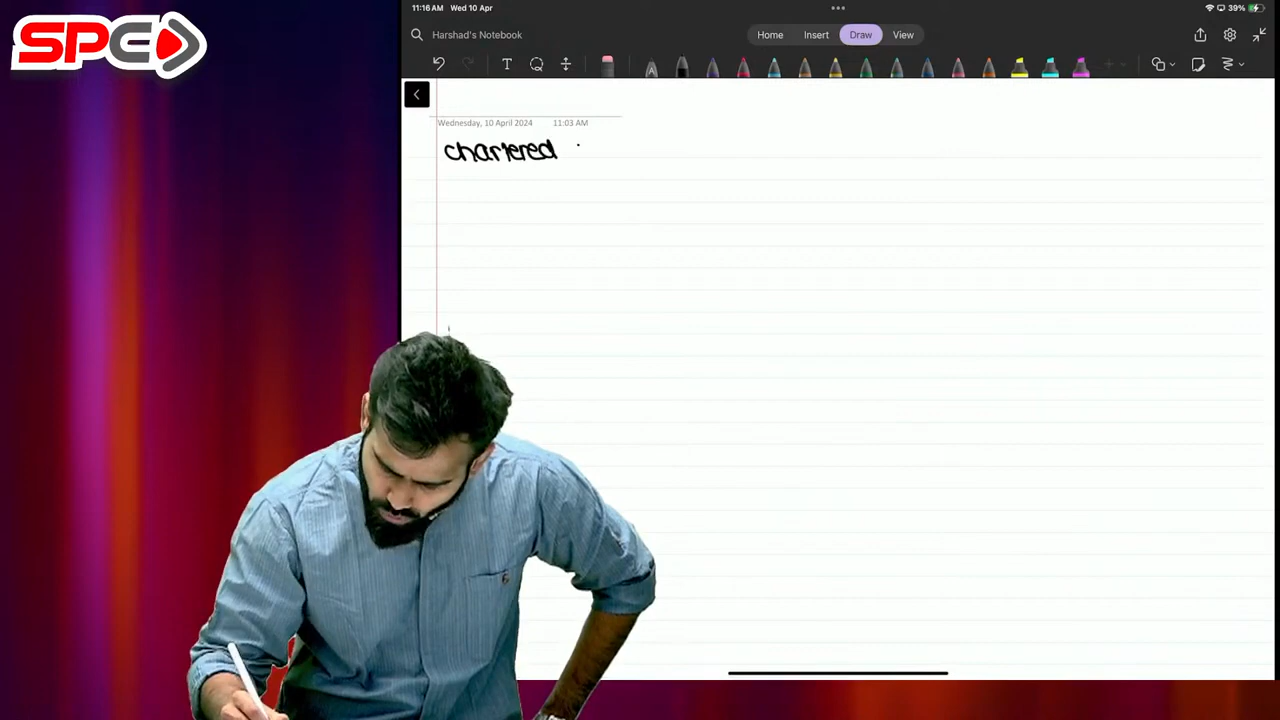 SPC
11:16 AM Wed 10 Apr
39%
Harshad's Notebook
Home Insert Draw View
T
A
Wednesday, 10 April 2024 11:03 AM
chartered